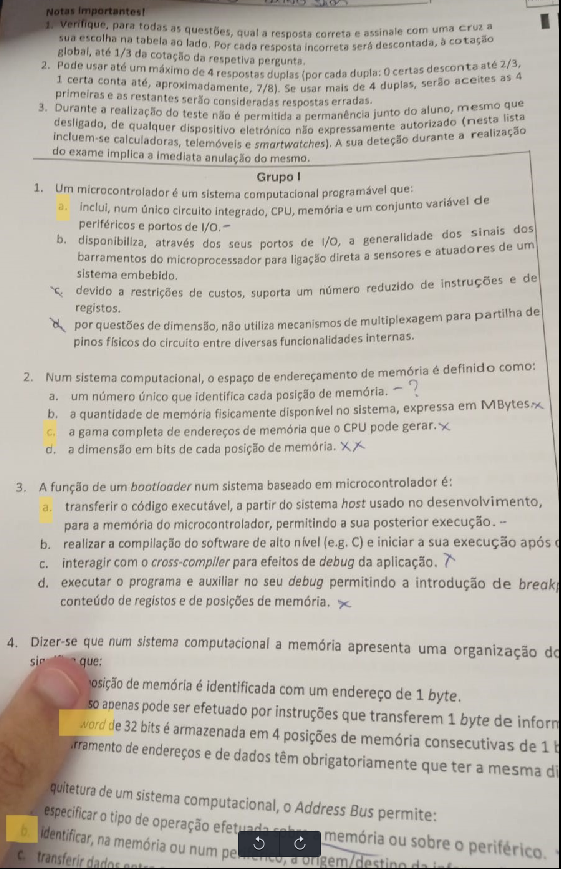 Notas importantes!
1. Verifique, para todas as questões, qual a resposta correta e assinale com uma cruz a
sua escolha na tabela ao lado. Por cada resposta incorreta será descontada, à cotação
global, até 1/3 da cotação da respetiva pergunta.
2. Pode usar até um máximo de 4 respostas duplas (por cada dupla: 0 certas desconta até 2/3,
1 certa conta até, aproximadamente, 7/8). Se usar mais de 4 duplas, serão aceites as 4
primeiras e as restantes serão consideradas respostas erradas.
3. Durante a realização do teste não é permitida a permanência junto do aluno, mesmo que
desligado, de qualquer dispositivo eletrónico não expressamente autorizado (nesta lista
incluem-se calculadoras, telemóveis e smartwatches). A sua deteção durante a realização
do exame implica a imediata anulação do mesmo.
Grupo I
1. Um microcontrolador é um sistema computacional programável que:
a. inclui, num único circuito integrado, CPU, memória e um conjunto variável de
periféricos e portos de I/O.
b. disponibiliza, através dos seus portos de I/O, a generalidade dos sinais dos
barramentos do microprocessador para ligação direta a sensores e atuadores de um
sistema embebido.
c. devido a restrições de custos, suporta um número reduzido de instruções e de
registos.
d. por questões de dimensão, não utiliza mecanismos de multiplexagem para partilha de
pinos físicos do circuito entre diversas funcionalidades internas.
2. Num sistema computacional, o espaço de endereçamento de memória é definido como:
a. um número único que identifica cada posição de memória. – ?
b. a quantidade de memória fisicamente disponível no sistema, expressa em MBytes. x
c. a gama completa de endereços de memória que o CPU pode gerar. x
d. a dimensão em bits de cada posição de memória. xx
3. A função de um bootloader num sistema baseado em microcontrolador é:
a. transferir o código executável, a partir do sistema host usado no desenvolvimento,
para a memória do microcontrolador, permitindo a sua posterior execução. –
b. realizar a compilação do software de alto nível (e.g. C) e iniciar a sua execução após
c. interagir com o cross-compiler para efeitos de debug da aplicação. x
d. executar o programa e auxiliar no seu debug permitindo a introdução de break
conteúdo de registos e de posições de memória. x
4. Dizer-se que num sistema computacional a memória apresenta uma organização
que:
posição de memória é identificada com um endereço de 1 byte.
so apenas pode ser efetuado por instruções que transferem 1 byte de inform
word de 32 bits é armazenada em 4 posições de memória consecutivas de 1
rramento de endereços e de dados têm obrigatoriamente que ter a mesma di
quitetura de um sistema computacional, o Address Bus permite:
especificar o tipo de operação efetuada memória ou sobre o periférico.
b. identificar, na memória ou num a origem/destino
c. transferir dados